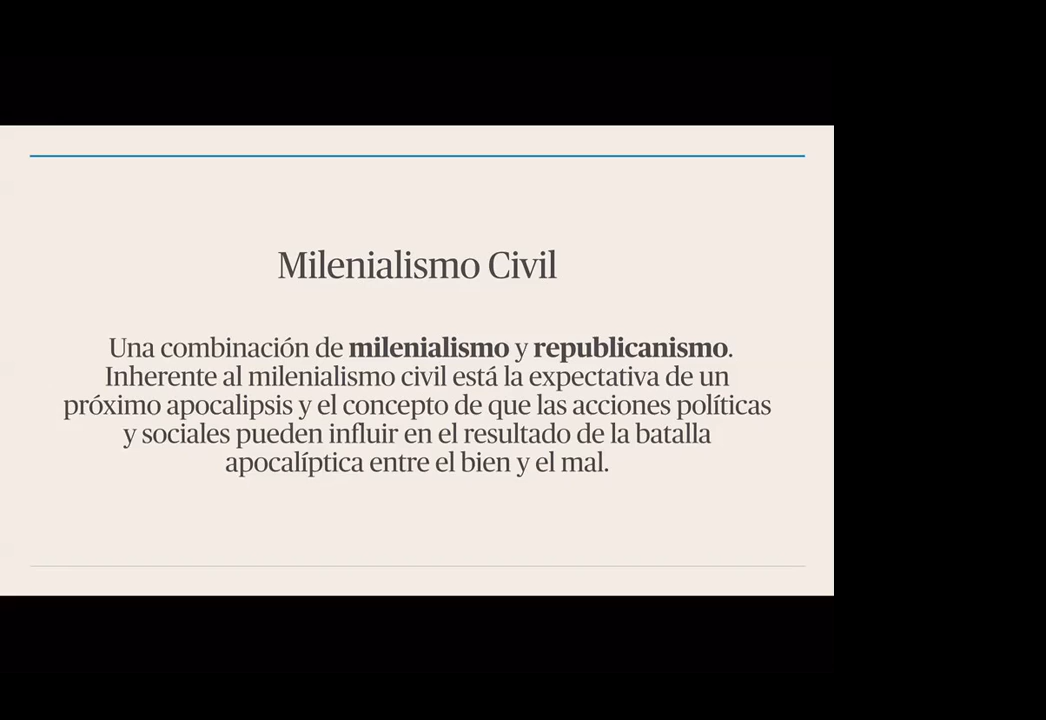 Milenialismo Civil
Una combinación de milenialismo y republicanismo.
Inherente al milenialismo civil está la expectativa de un
próximo apocalipsis y el concepto de que las acciones políticas
y sociales pueden influir en el resultado de la batalla
apocalíptica entre el bien y el mal.